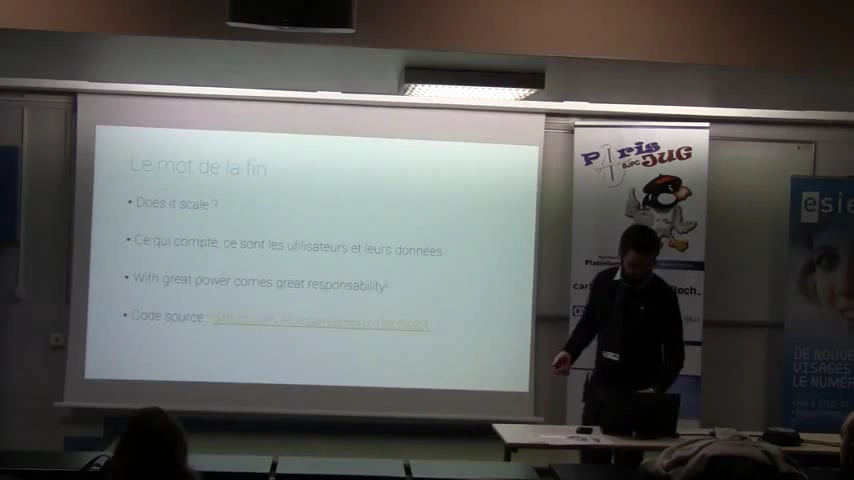 Le mot de la fin
• Does it scale ?
• Ce qui compte, ce sont les utilisateurs et leurs données
• With great power comes great responsability!
• Code source :
Paris
JUG
Platinium
esie
DE NOUVE
VISAGES
LE NUMÉR